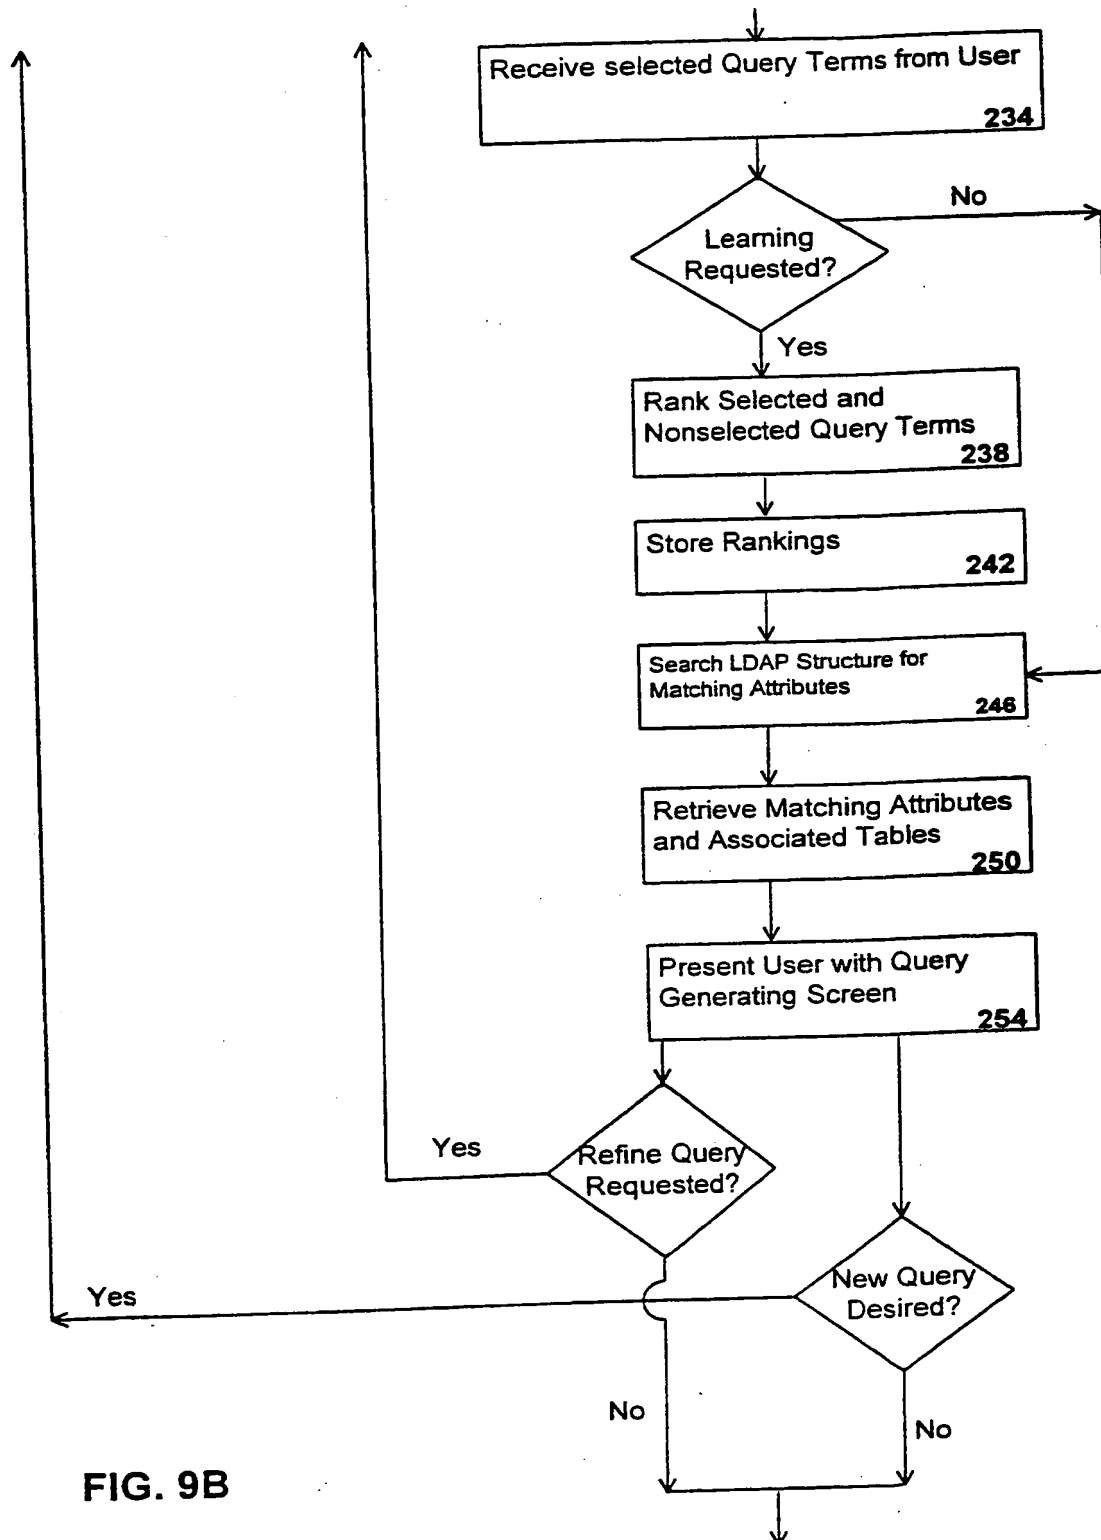 Receive selected Query Terms from User
234
No
Learning
Requested?
Yes
Rank Selected and
Nonselected Query Terms
238
Store Rankings
242
Search LDAP Structure for
Matching Attributes
246
Retrieve Matching Attributes
and Associated Tables
250
Present User with Query
Generating Screen
254
Yes
Refine Query
Requested?
Yes
New Query
Desired?
No
No
FIG. 9B